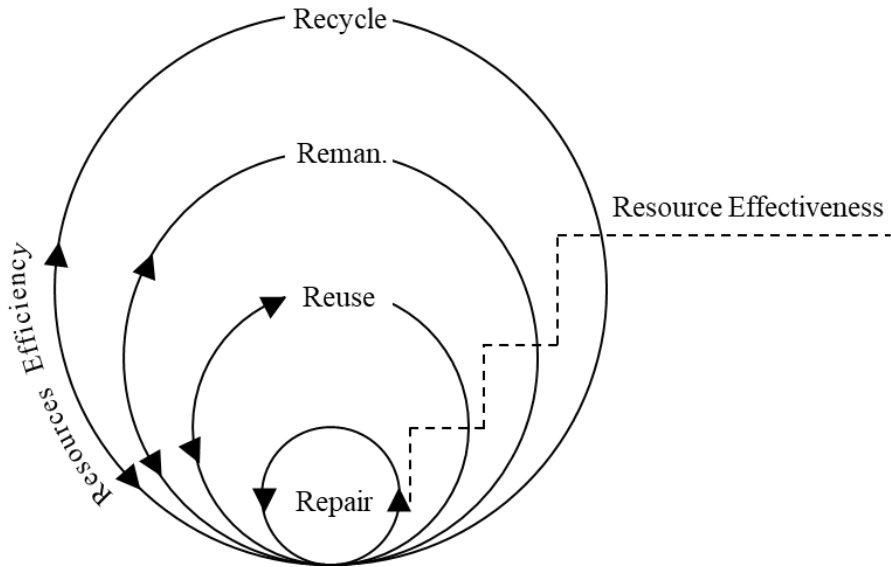 Recycle
Reman.
Resource Effectiveness
Reuse
Resources Efficiency
Repair